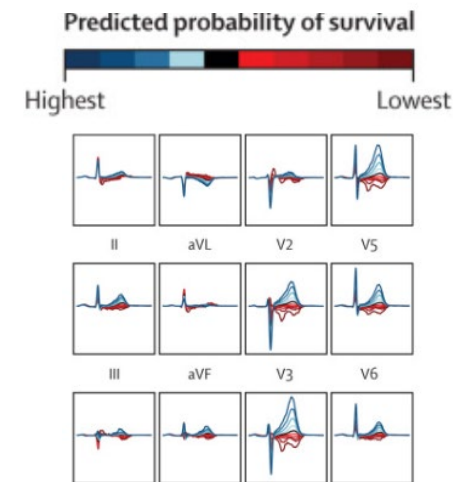 Predicted probability of survival
Highest Lowest
II aVL V2 V5
III aVF V3 V6